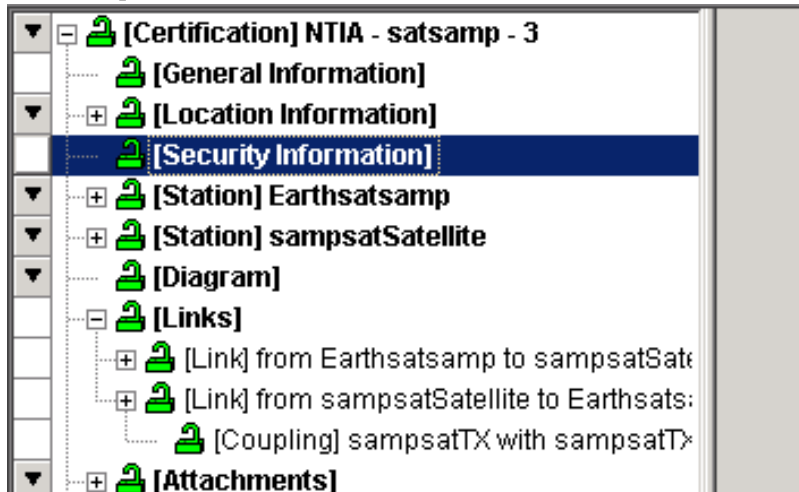 [Certification] NTIA - satsamp - 3
[General Information]
[Location Information]
[Security Information]
[Station] Earthsatsamp
[Station] sampsatSatellite
[Diagram]
[Links]
[Link] from Earthsatsamp to sampsatSate
[Link] from sampsatSatellite to Earthsats
[Coupling] sampsatTX with sampsatTX
[Attachments]